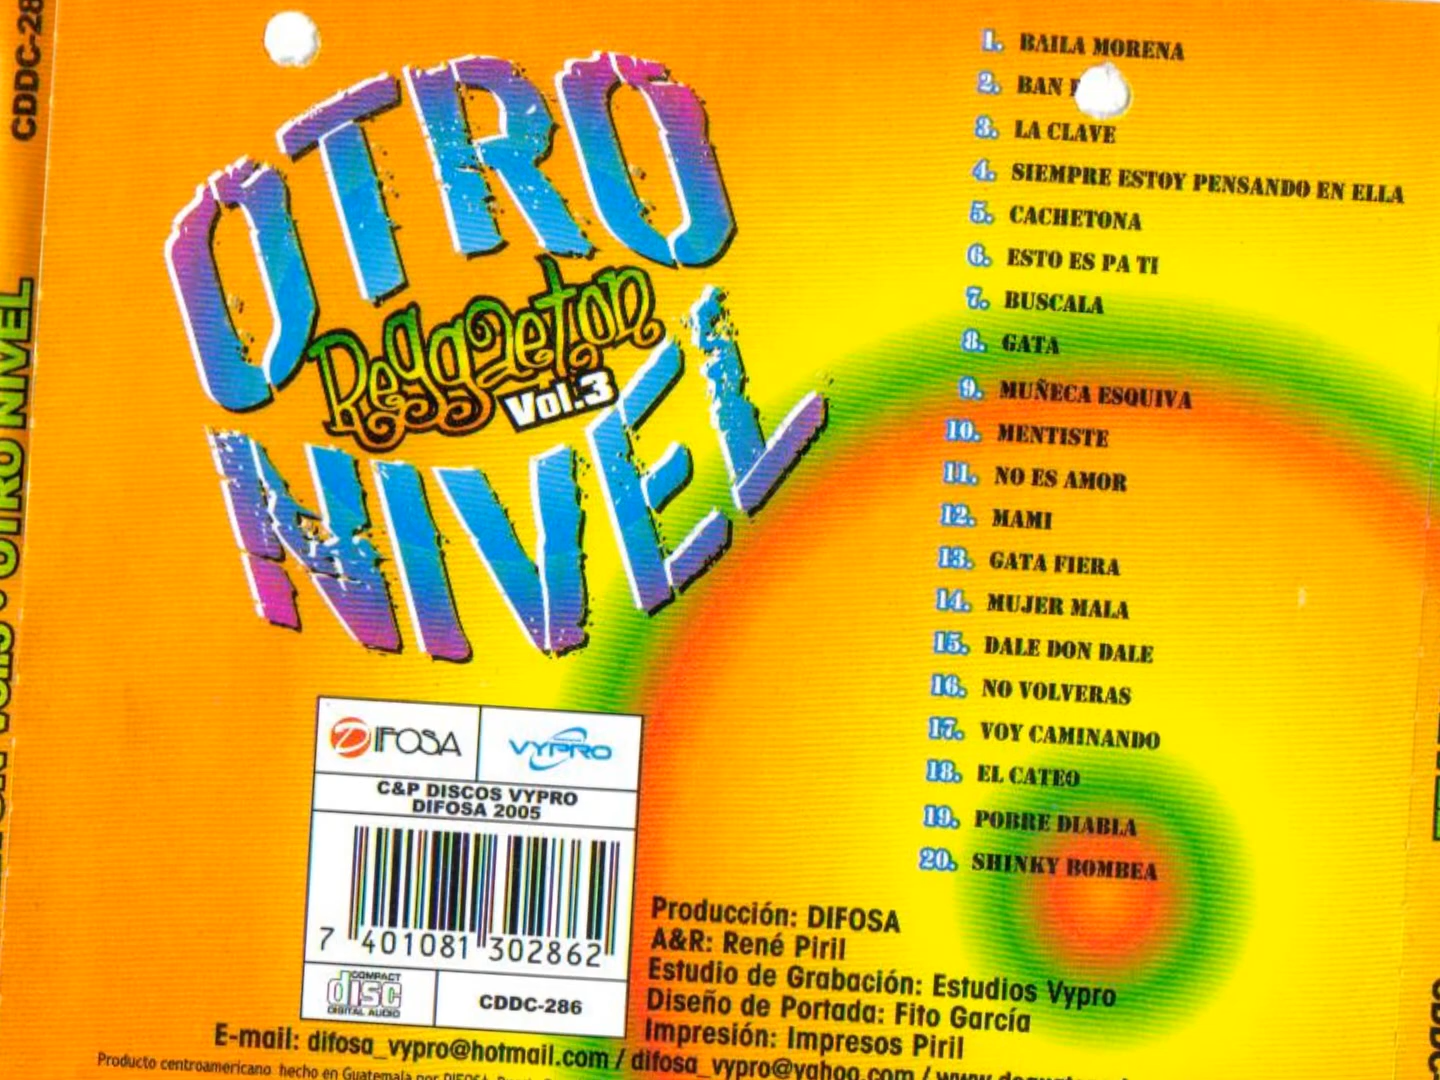 CDDC-28
OTRO
Reggaeton
Vol.3
NIVEL
OTRO NIVEL
1. BAILA MORENA
2. BAN
3. LA CLAVE
4. SIEMPRE ESTOY PENSANDO EN ELLA
5. CACHETONA
6. ESTO ES PA TI
7. BUSCALA
8. GATA
9. MUÑECA ESQUIVA
10. MENTISTE
11. NO ES AMOR
12. MAMI
13. GATA FIERA
14. MUJER MALA
15. DALE DON DALE
16. NO VOLVERAS
17. VOY CAMINANDO
18. EL CATEO
19. POBRE DIABLA
20. SHINKY BOMBEA
DIFOSA
VYPRO
C&P DISCOS VYPRO
DIFOSA 2005
7 401081 302862
COMPACT
disc
DIGITAL AUDIO
CDDC-286
Producción: DIFOSA
A&R: René Piril
Estudio de Grabación: Estudios Vypro
Diseño de Portada: Fito García
Impresión: Impresos Piril
E-mail: difosa_vypro@hotmail.com / difosa_vypro@yahoo.com /
Producto centroamericano hecho en Guatemala por DIFOSA